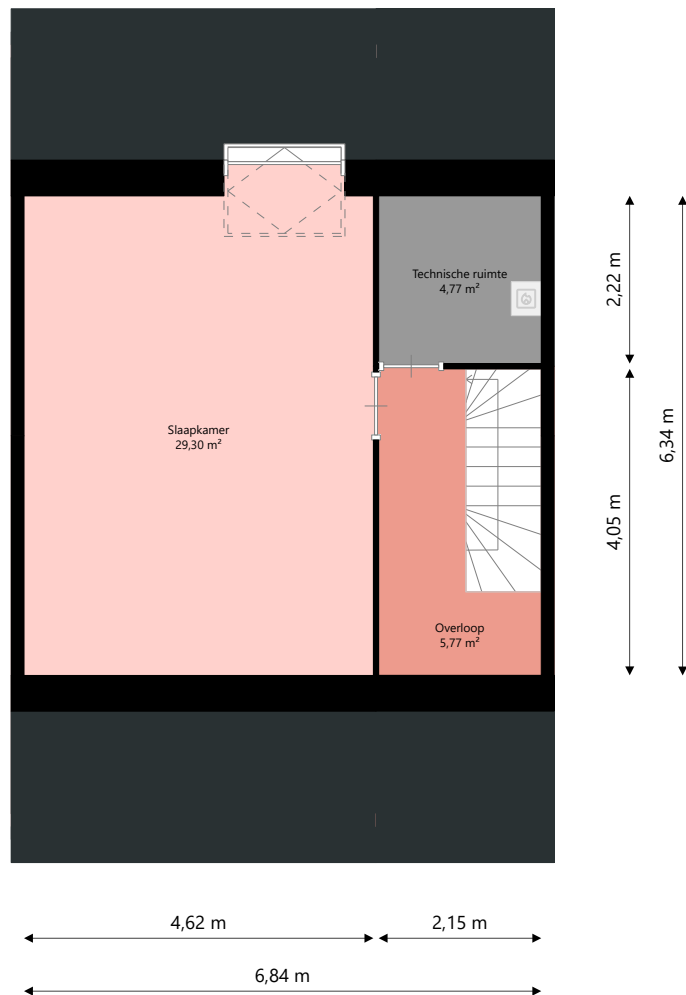 Technische ruimte
4,77 m²
Slaapkamer
29,30 m²
Overloop
5,77 m²
2,22 m
4,05 m
6,34 m
4,62 m
2,15 m
6,84 m